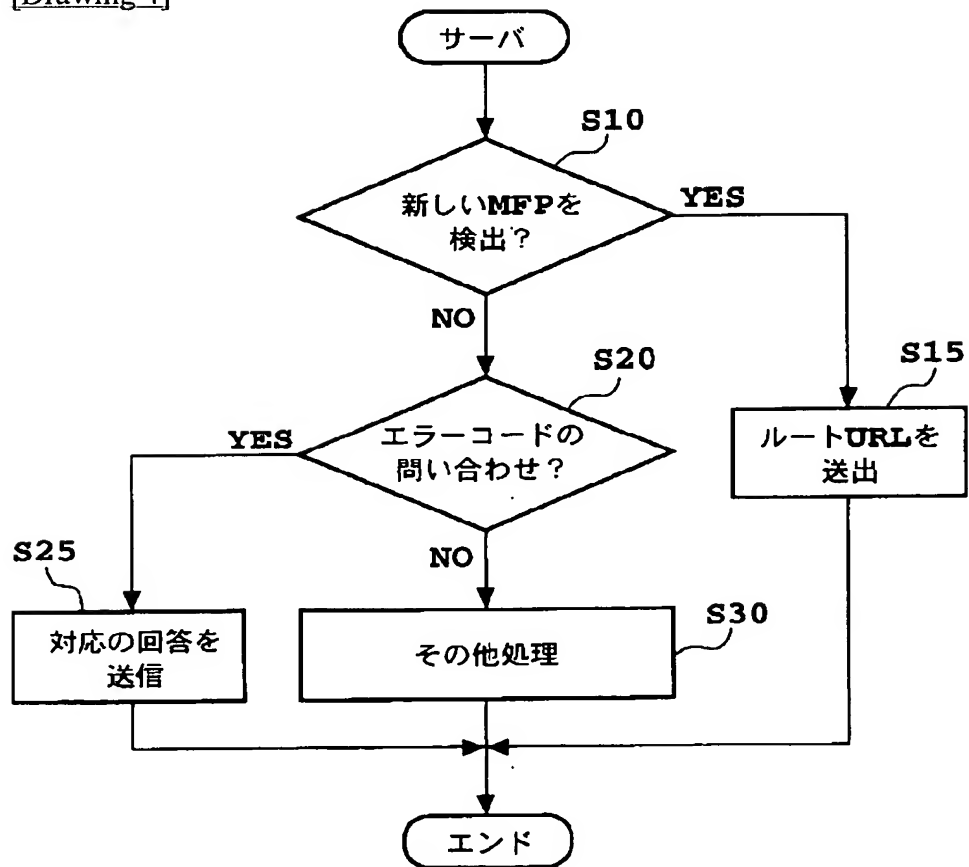 サーバ
S10
新しいMFPを
検出？
YES
NO
S20
S15
エラーコードの
問い合わせ？
YES
ルートURLを
送出
NO
S25
対応の回答を
送信
S30
その他処理
エンド